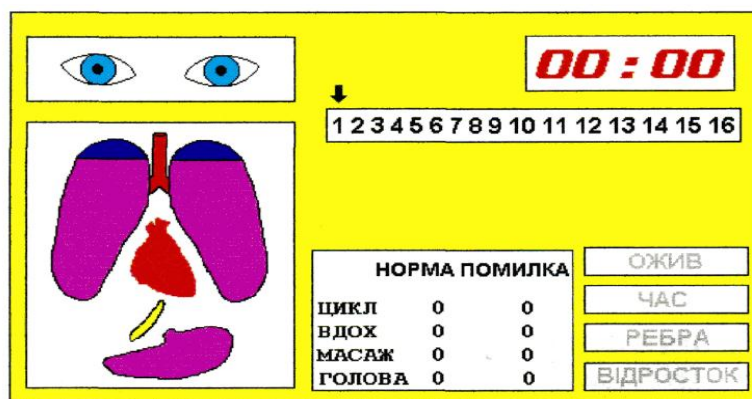 00 : 00
1 2 3 4 5 6 7 8 9 10 11 12 13 14 15 16
НОРМА ПОМИЛКА
ЦИКЛ 0 0
ВДОХ 0 0
МАСАЖ 0 0
ГОЛОВА 0 0
ОЖИВ
ЧАС
РЕБРА
ВІДРОСТОК